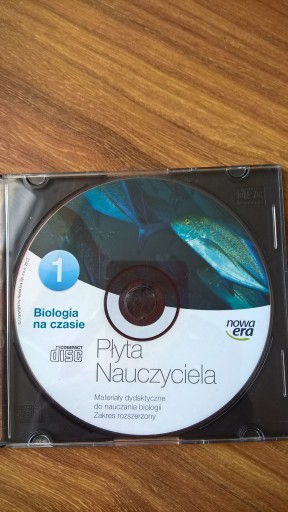 1
Biologia
na czasie
nowa
era
COMPACT
disc
Płyta
Nauczyciela
Materiały dydaktyczne
do nauczania biologii
Zakres rozszerzony